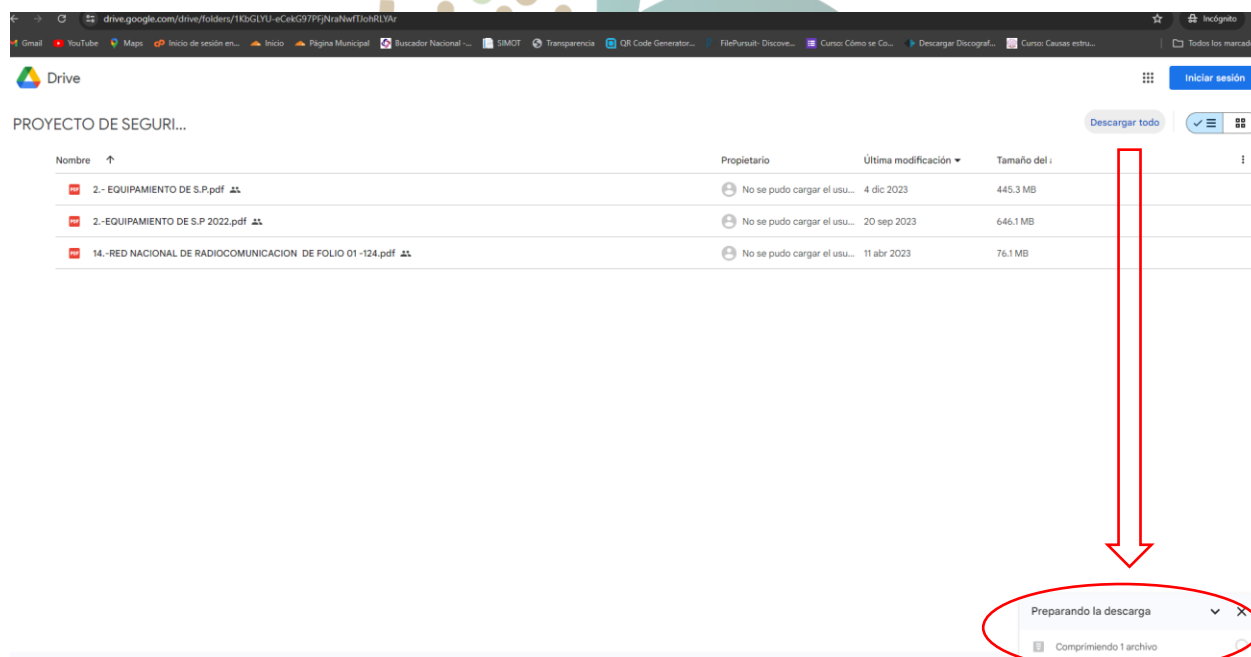 drive.google.com/drive/folders/1KbGLYU-eCekG97PFjNraNwfTJohRLYAr
Incógnito
Gmail YouTube Maps Inicio de sesión en... Inicio Página Municipal Buscador Nacional -... SIMOT Transparencia QR Code Generator... FilePursuit- Discove... Curso: Cómo se Co... Descargar Discograf... Curso: Causas estru... Todos los marcad
Drive
Iniciar sesión
PROYECTO DE SEGURI...
Descargar todo
Nombre Propietario Última modificación Tamaño del
2.- EQUIPAMIENTO DE S.P.pdf No se pudo cargar el usu... 4 dic 2023 445.3 MB
2.-EQUIPAMIENTO DE S.P 2022.pdf No se pudo cargar el usu... 20 sep 2023 646.1 MB
14.-RED NACIONAL DE RADIOCOMUNICACION DE FOLIO 01 -124.pdf No se pudo cargar el usu... 11 abr 2023 76.1 MB
Preparando la descarga
Comprimiendo 1 archivo